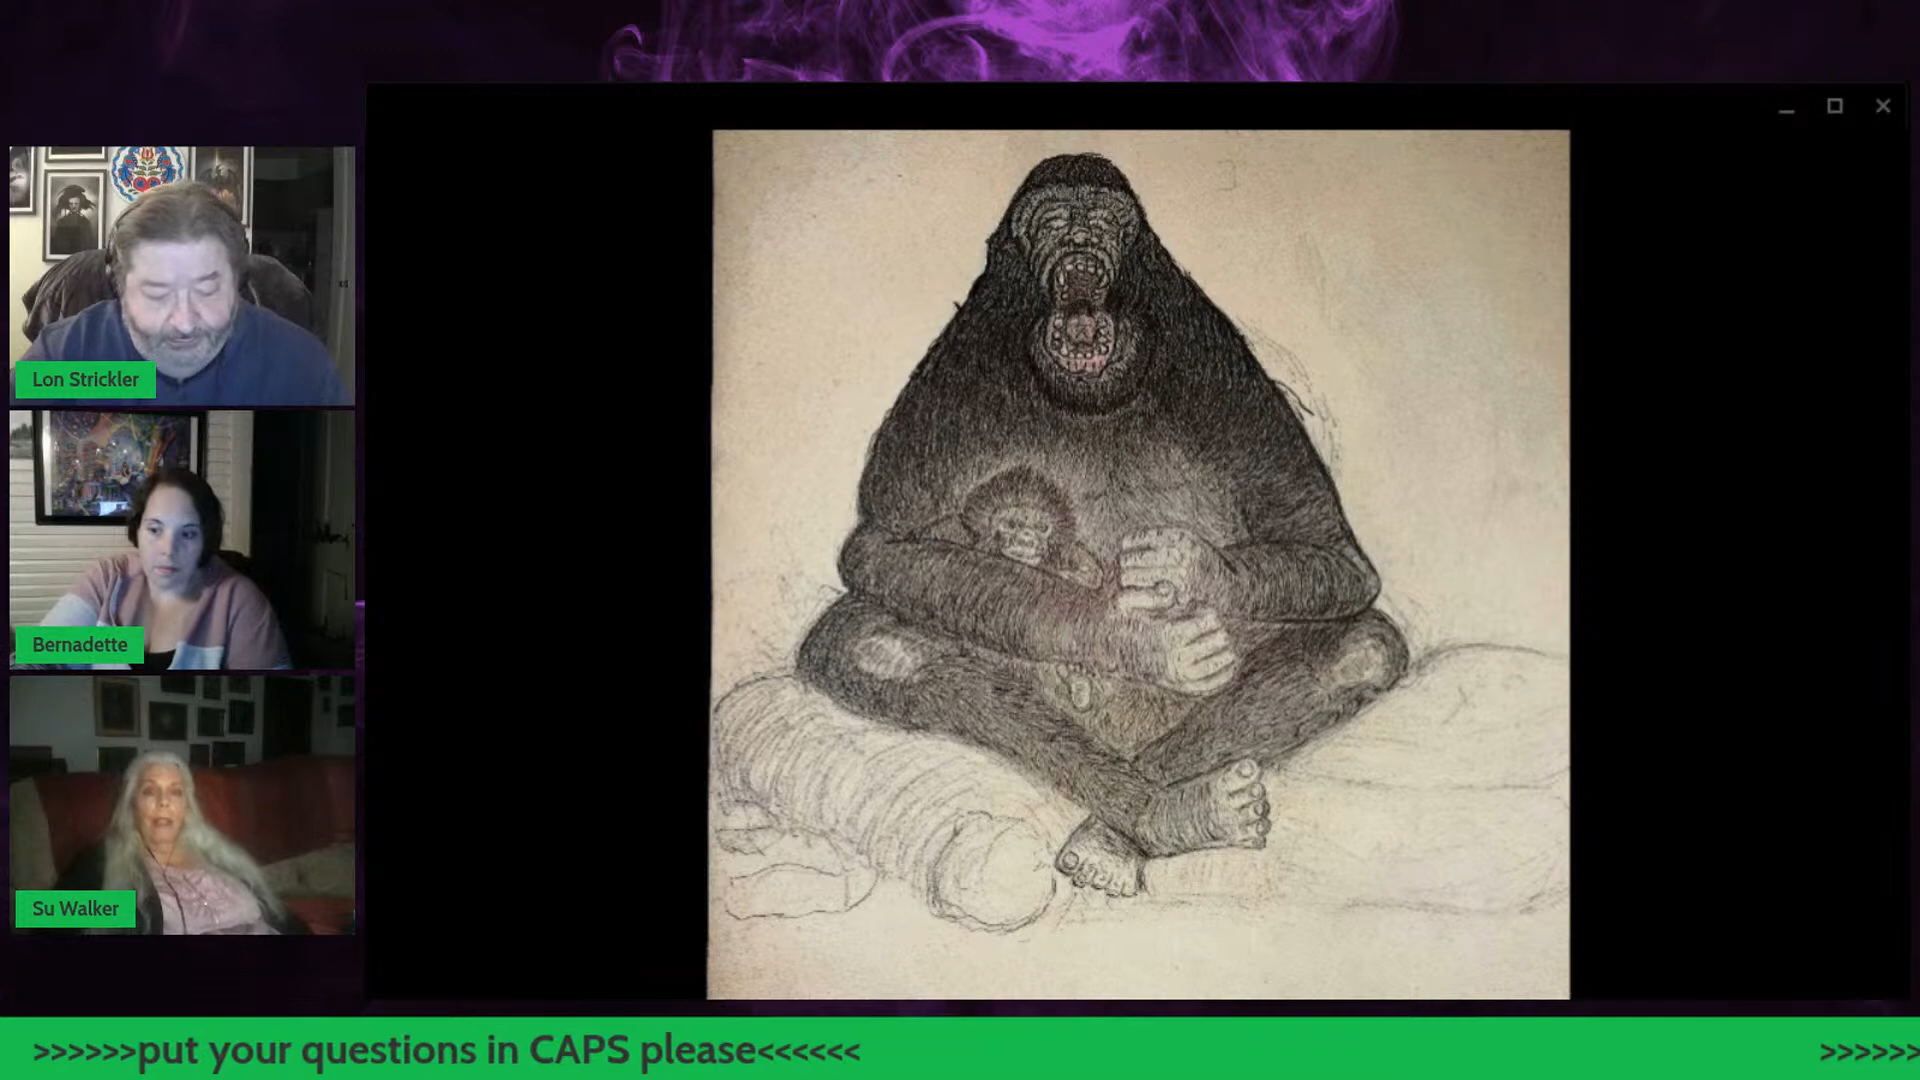 Lon Strickler
Bernadette
Su Walker
>>>>>>put your questions in CAPS please<<<<<<
>>>>>>